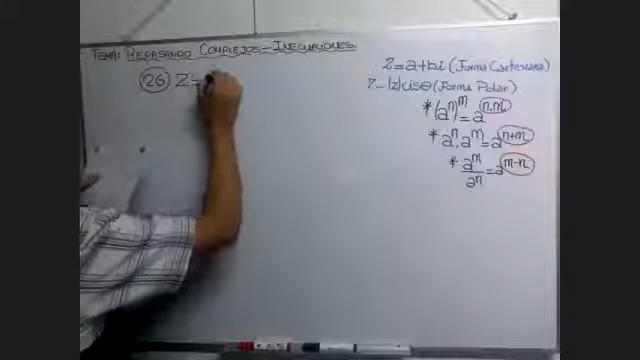 TEMA: REPASANDO COMPLEJOS - INECUACIONES.
26 Z=
Z = a+bi (Forma Cartesiana)
Z = |Z| cisθ (Forma Polar)
* (a^n)^m = a^(n.m)
* a^n . a^m = a^(n+m)
* a^m / a^n = a^(m-n)